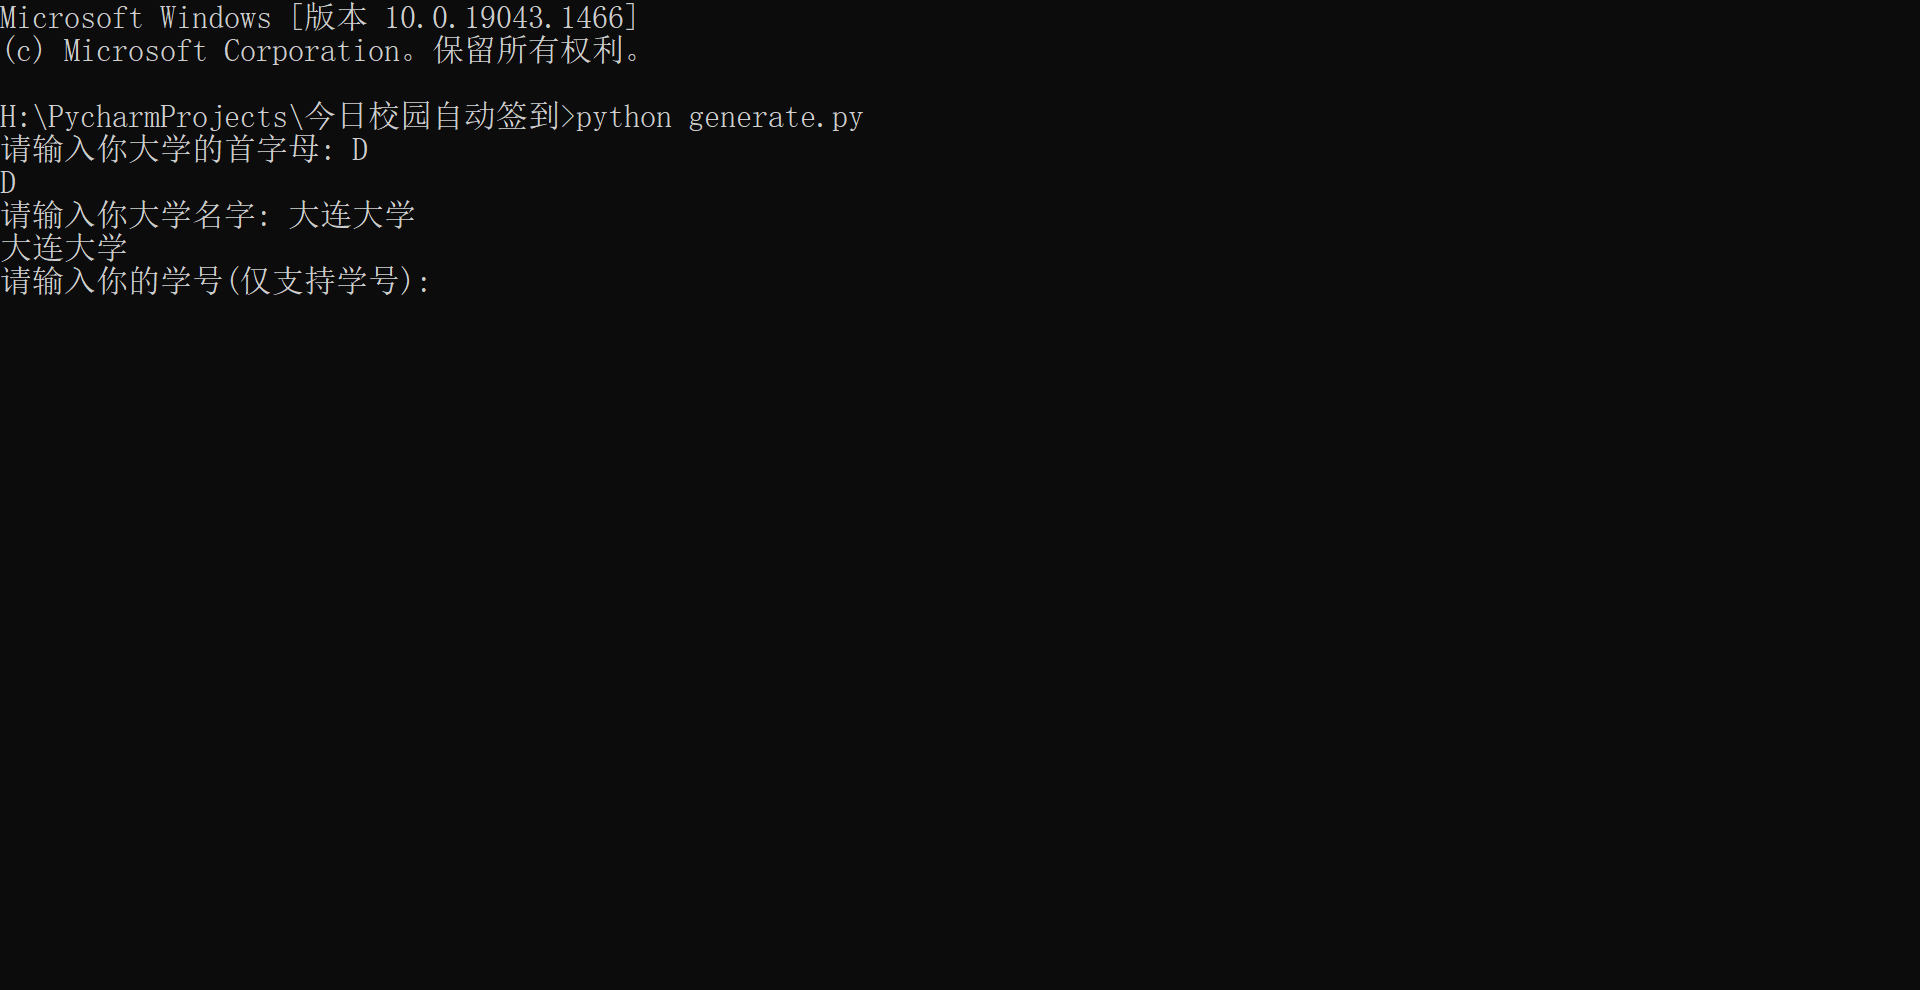 Microsoft Windows [版本 10.0.19043.1466]
(c) Microsoft Corporation。保留所有权利。
H:\PycharmProjects\今日校园自动签到>python generate.py
请输入你大学的首字母: D
D
请输入你大学名字: 大连大学
大连大学
请输入你的学号(仅支持学号):